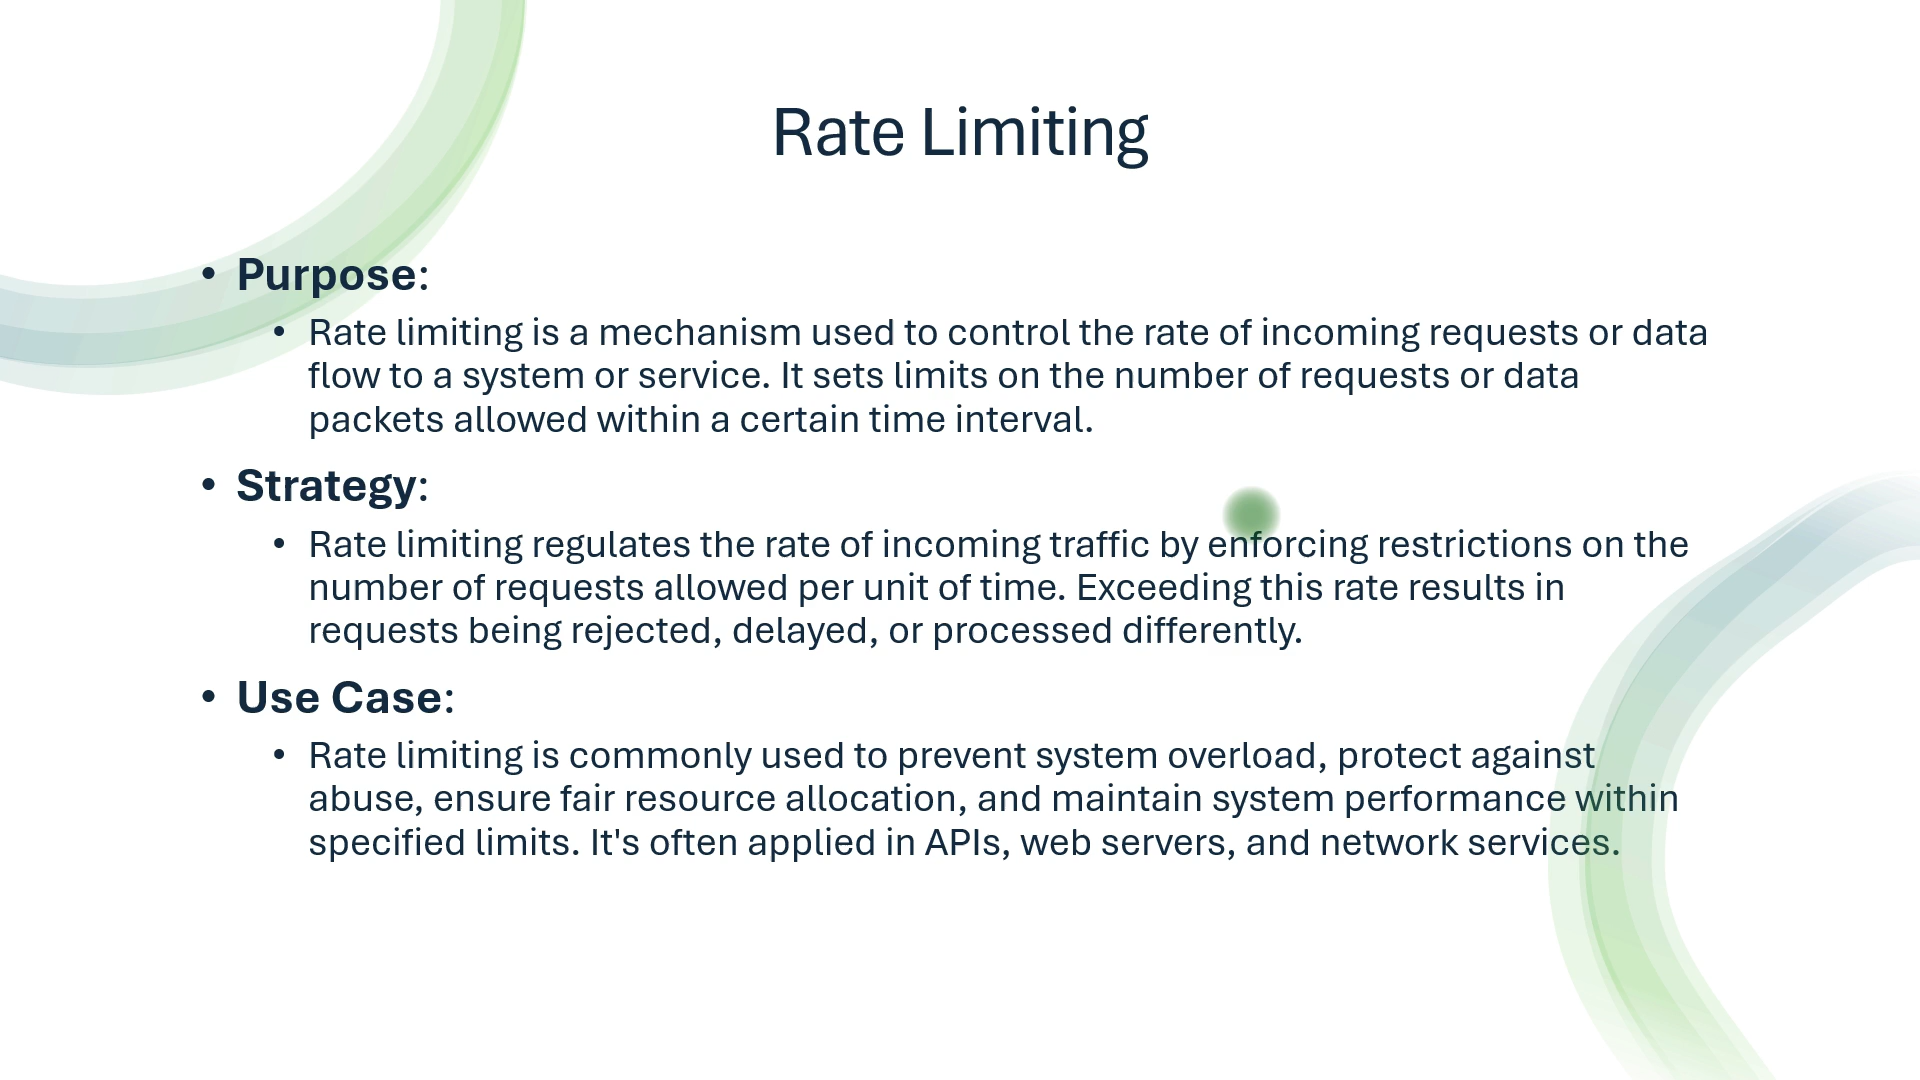 Rate Limiting
• Purpose:
• Rate limiting is a mechanism used to control the rate of incoming requests or data
flow to a system or service. It sets limits on the number of requests or data
packets allowed within a certain time interval.
• Strategy:
• Rate limiting regulates the rate of incoming traffic by enforcing restrictions on the
number of requests allowed per unit of time. Exceeding this rate results in
requests being rejected, delayed, or processed differently.
• Use Case:
• Rate limiting is commonly used to prevent system overload, protect against
abuse, ensure fair resource allocation, and maintain system performance within
specified limits. It's often applied in APIs, web servers, and network services.